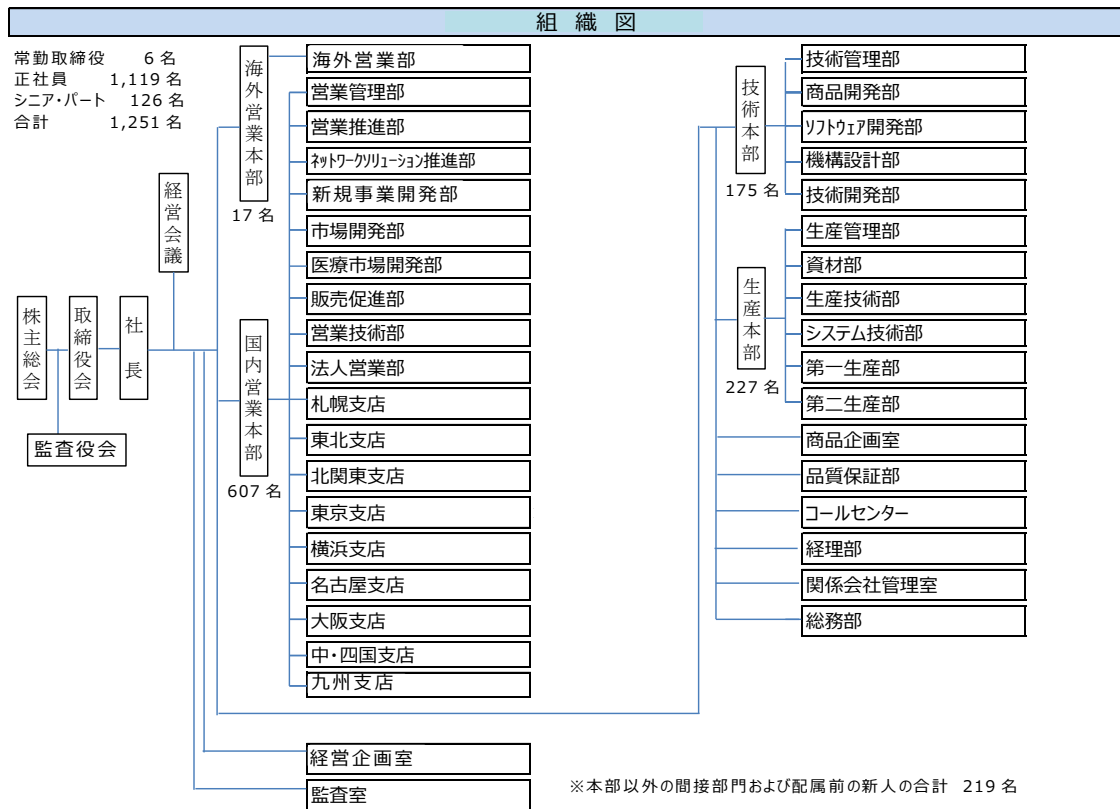 組織図
常勤取締役 6 名
正社員 1,119 名
シニア・パート 126 名
合計 1,251 名
株主総会
監査役会
取締役会
社長
経営会議
海外営業本部
17 名
海外営業部
国内営業本部
607 名
営業管理部
営業推進部
ネットワークソリューション推進部
新規事業開発部
市場開発部
医療市場開発部
販売促進部
営業技術部
法人営業部
札幌支店
東北支店
北関東支店
東京支店
横浜支店
名古屋支店
大阪支店
中・四国支店
九州支店
経営企画室
監査室
技術本部
175 名
技術管理部
商品開発部
ソフトウェア開発部
機構設計部
技術開発部
生産本部
227 名
生産管理部
資材部
生産技術部
システム技術部
第一生産部
第二生産部
商品企画室
品質保証部
コールセンター
経理部
関係会社管理室
総務部
※本部以外の間接部門および配属前の新人の合計 219 名